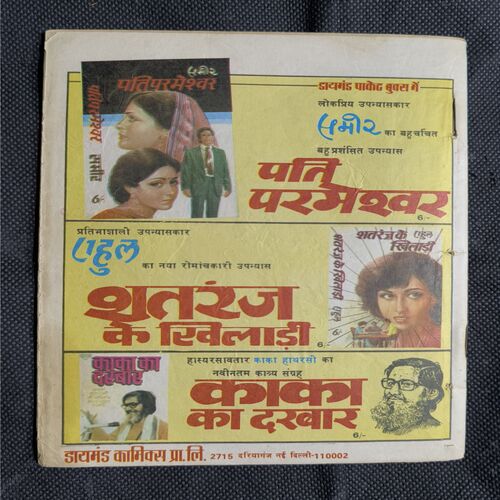 समीर
पतिपरमेश्वर
पतिपरमेश्वर समीर
डायमंड पाकेट बुक्स में
लोकप्रिय उपन्यासकार
समीर का बहुचर्चित
बहुप्रशंसित उपन्यास
पति
परमेश्वर
6/-
प्रतिभाशाली उपन्यासकार
राहुल
का नया रोमांचकारी उपन्यास
शतरंज
के खिलाड़ी
6/-
शतरंज के राहुल
खिलाड़ी
शतरंज के खिलाड़ी राहुल
काका का
दरबार
हास्यरसावतार काका हाथरसी का
नवीनतम काव्य संग्रह
काका
का दरबार
6/-
डायमंड कामिक्स प्रा. लि. 2715 दरियागंज नई दिल्ली-110002